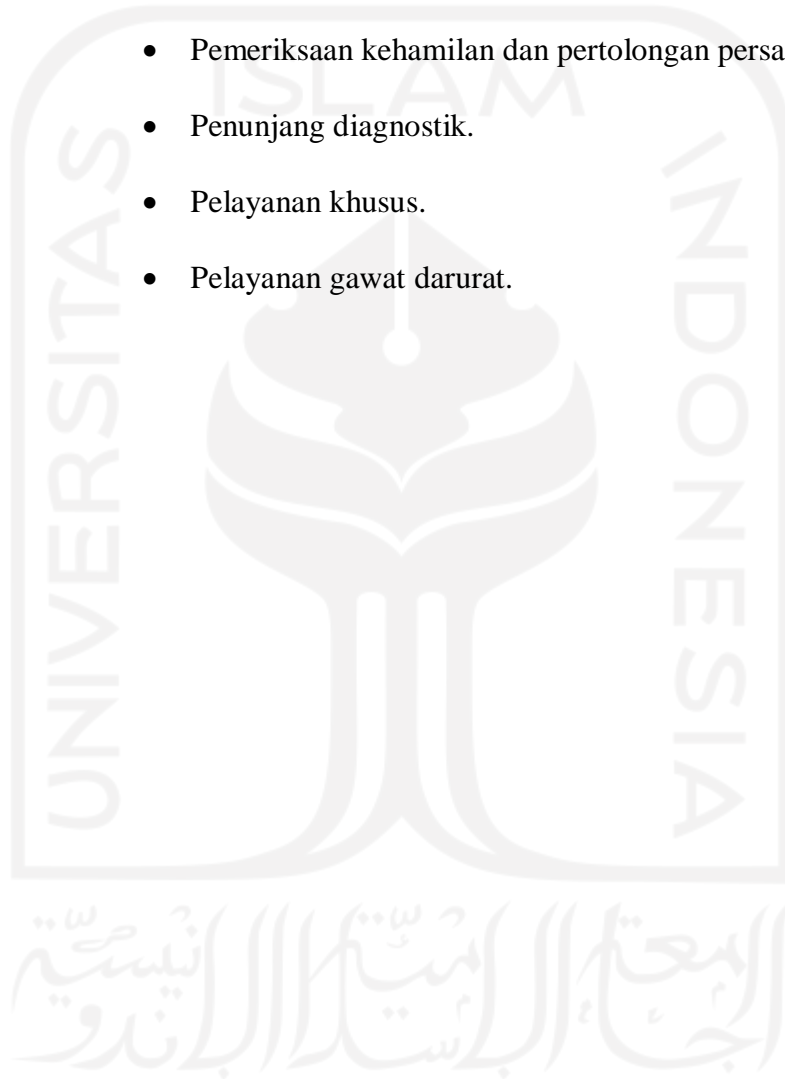 • Pemeriksaan kehamilan dan pertolongan persa
ISLAM
• Penunjang diagnostik.
• Pelayanan khusus.
• Pelayanan gawat darurat.
UNIVERSITAS
INDONESIA